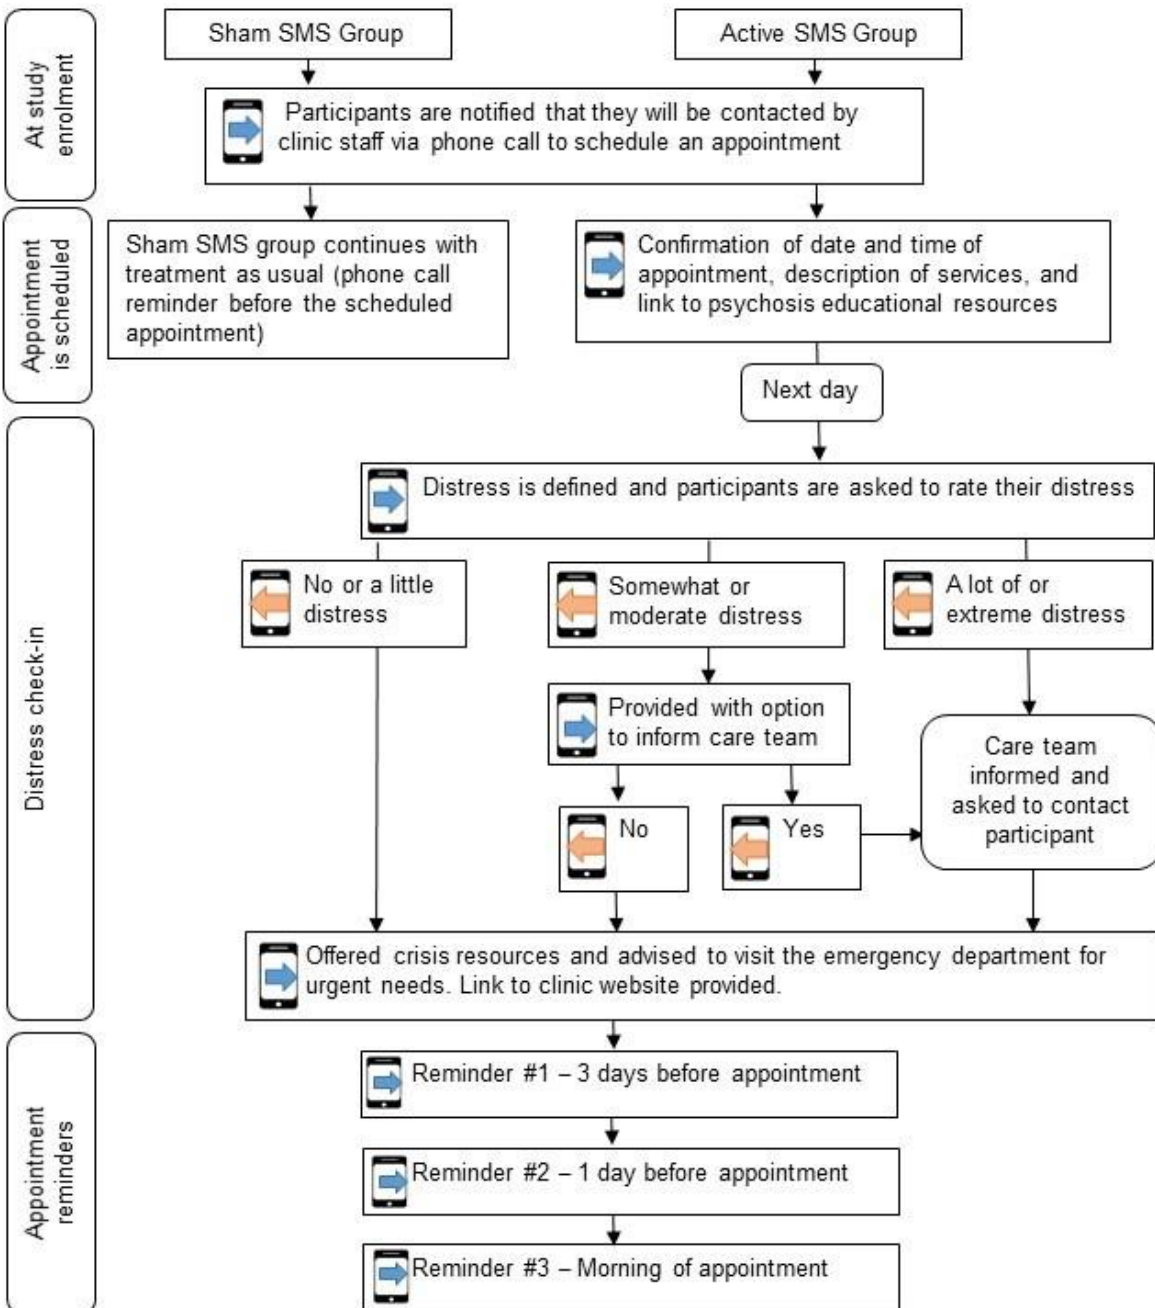 At study
enrolment
Sham SMS Group
Active SMS Group
Participants are notified that they will be contacted by
clinic staff via phone call to schedule an appointment
Appointment
is scheduled
Sham SMS group continues with
treatment as usual (phone call
reminder before the scheduled
appointment)
Confirmation of date and time of
appointment, description of services, and
link to psychosis educational resources
Next day
Distress check-in
Distress is defined and participants are asked to rate their distress
No or a little
distress
Somewhat or
moderate distress
A lot of or
extreme distress
Provided with option
to inform care team
No
Yes
Care team
informed and
asked to contact
participant
Offered crisis resources and advised to visit the emergency department for
urgent needs. Link to clinic website provided.
Appointment
reminders
Reminder #1 – 3 days before appointment
Reminder #2 – 1 day before appointment
Reminder #3 – Morning of appointment